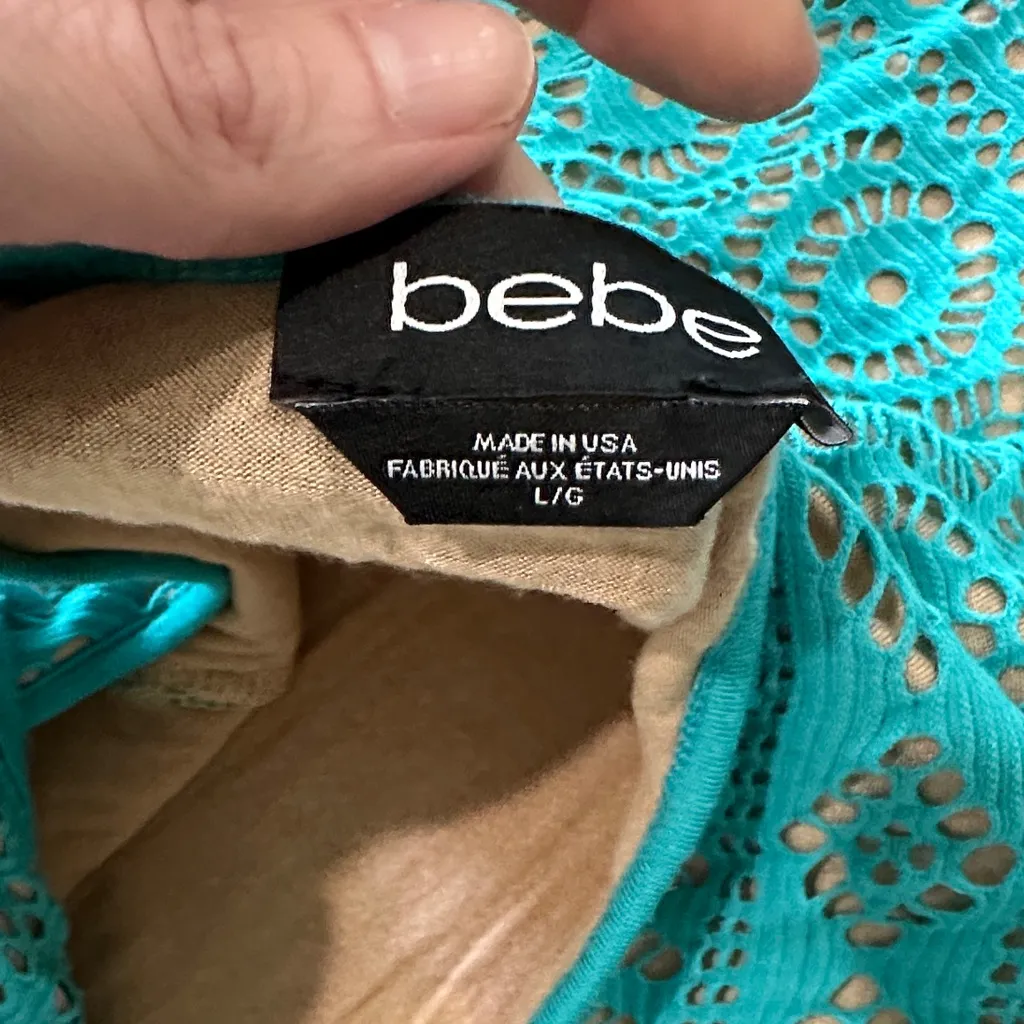 bebe
MADE IN USA
FABRIQUÉ AUX ÉTATS-UNIS
L/G